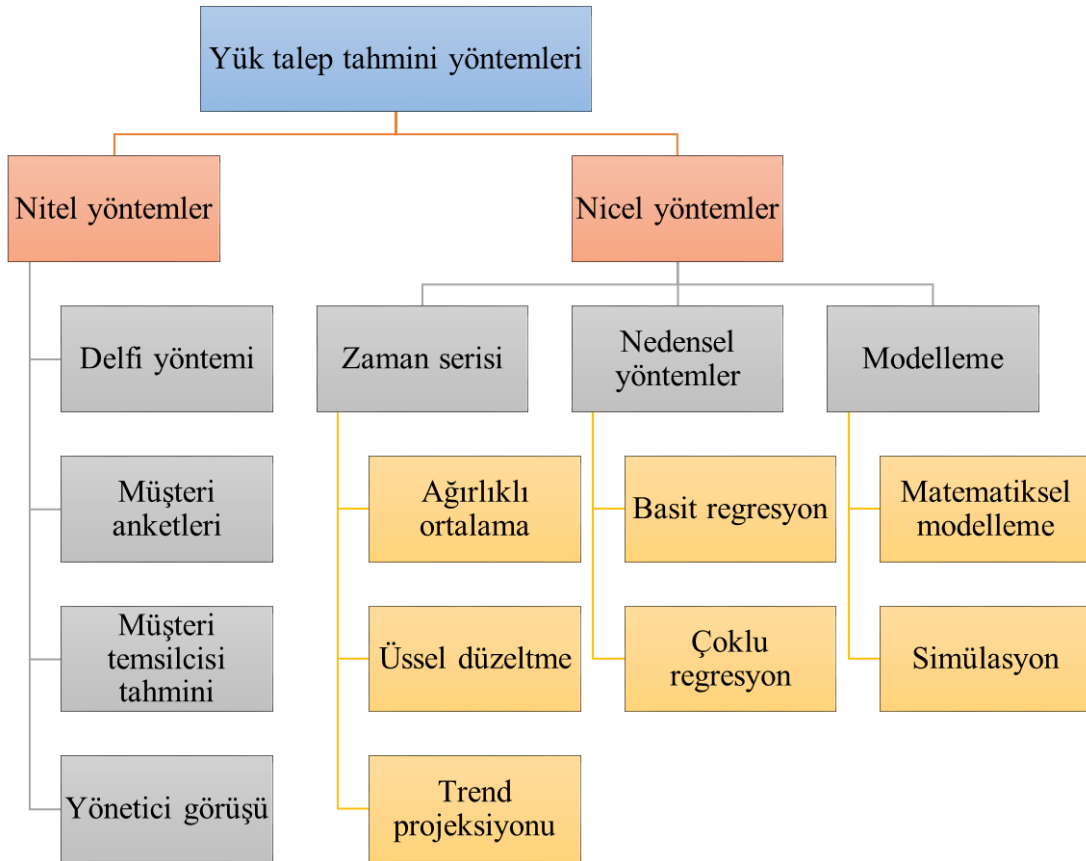 Yük talep tahmini yöntemleri
Nitel yöntemler
Nicel yöntemler
Delfi yöntemi
Müşteri
anketleri
Müşteri
temsilcisi
tahmini
Yönetici görüşü
Zaman serisi
Ağırlıklı
ortalama
Üssel düzeltme
Trend
projeksiyonu
Nedensel
yöntemler
Basit regresyon
Çoklu
regresyon
Modelleme
Matematiksel
modelleme
Simülasyon